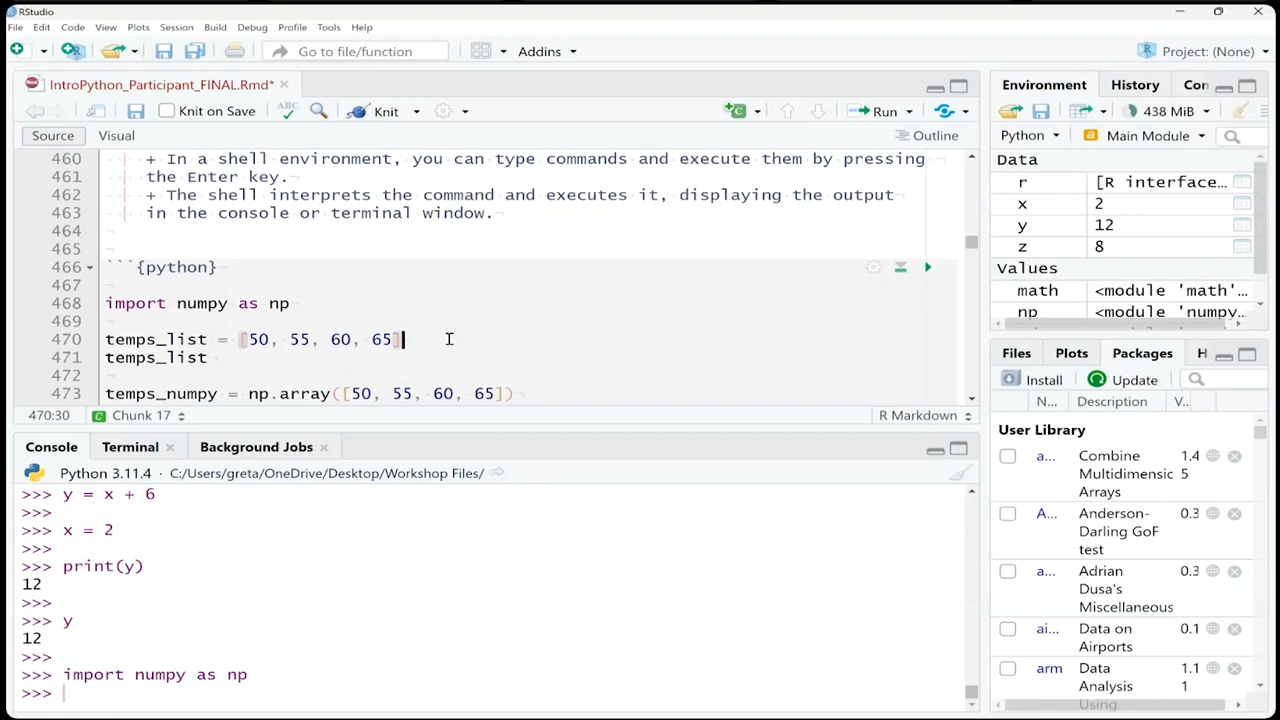 RStudio
File Edit Code View Plots Session Build Debug Profile Tools Help
Go to file/function Addins Project: (None)
IntroPython_Participant_FINAL.Rmd*
Knit on Save ABC Knit Run
Source Visual Outline
460 + In a shell environment, you can type commands and execute them by pressing
461 the Enter key.
462 + The shell interprets the command and executes it, displaying the output
463 in the console or terminal window.
464
465
466 ```{python}
467
468 import numpy as np
469
470 temps_list = [50, 55, 60, 65]
471 temps_list
472
473 temps_numpy = np.array([50, 55, 60, 65])
470:30 Chunk 17 R Markdown
Console Terminal Background Jobs
Python 3.11.4 · C:/Users/greta/OneDrive/Desktop/Workshop Files/
>>> y = x + 6
>>>
>>> x = 2
>>>
>>> print(y)
12
>>>
>>> y
12
>>>
>>> import numpy as np
>>>
Environment History Con
438 MiB
Python Main Module
Data
r [R interface...
x 2
y 12
z 8
Values
math <module 'math'...
np <module 'numpy...
Files Plots Packages H
Install Update
N... Description V...
User Library
a... Combine 1.4
Multidimensic 5
Arrays
A... Anderson- 0.3
Darling GoF
test
a... Adrian 0.3
Dusa's
Miscellaneous
ai... Data on 0.1
Airports
arm Data 1.1
Analysis 1
Using